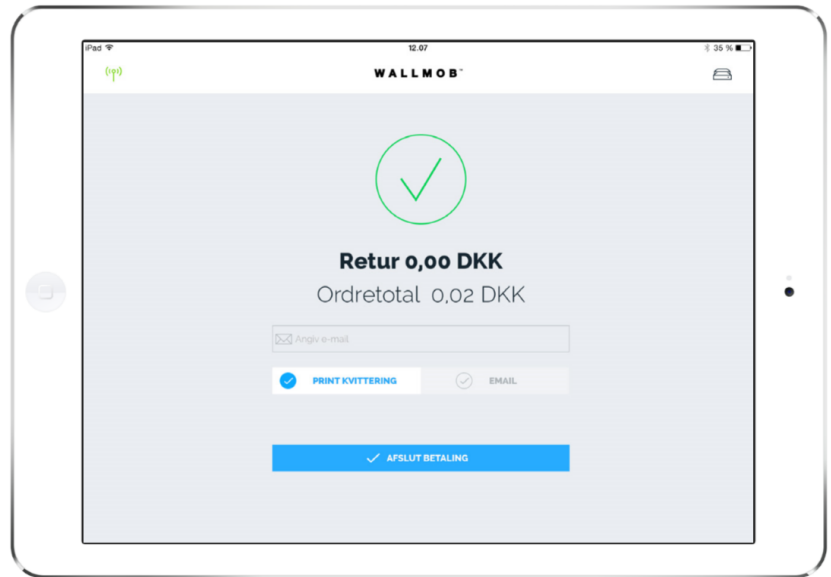 iPad 12.07 35 %
WALLMOB™
Retur 0,00 DKK
Ordretotal 0,02 DKK
Angiv e-mail
PRINT KVITTERING EMAIL
AFSLUT BETALING